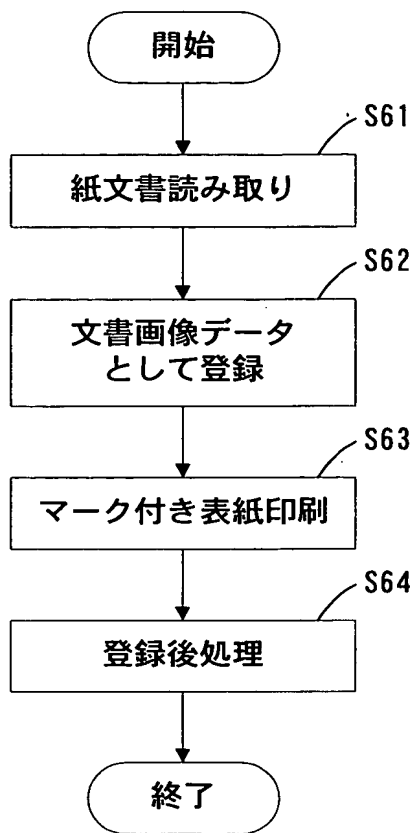 開始
S61
紙文書読み取り
S62
文書画像データ
として登録
S63
マーク付き表紙印刷
S64
登録後処理
終了